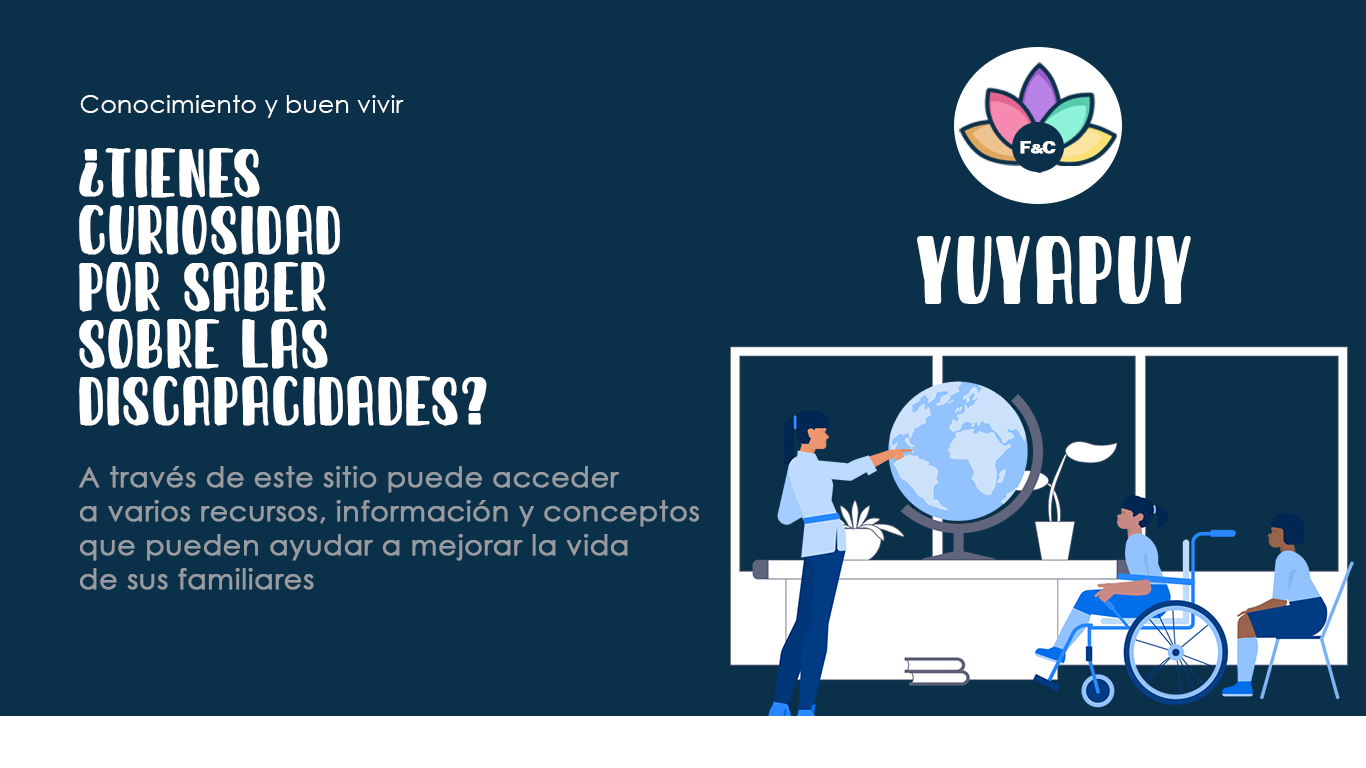 Conocimiento y buen vivir
¿TIENES
CURIOSIDAD
POR SABER
SOBRE LAS
DISCAPACIDADES?
A través de este sitio puede acceder
a varios recursos, información y conceptos
que pueden ayudar a mejorar la vida
de sus familiares
F&C
YUYAPUY